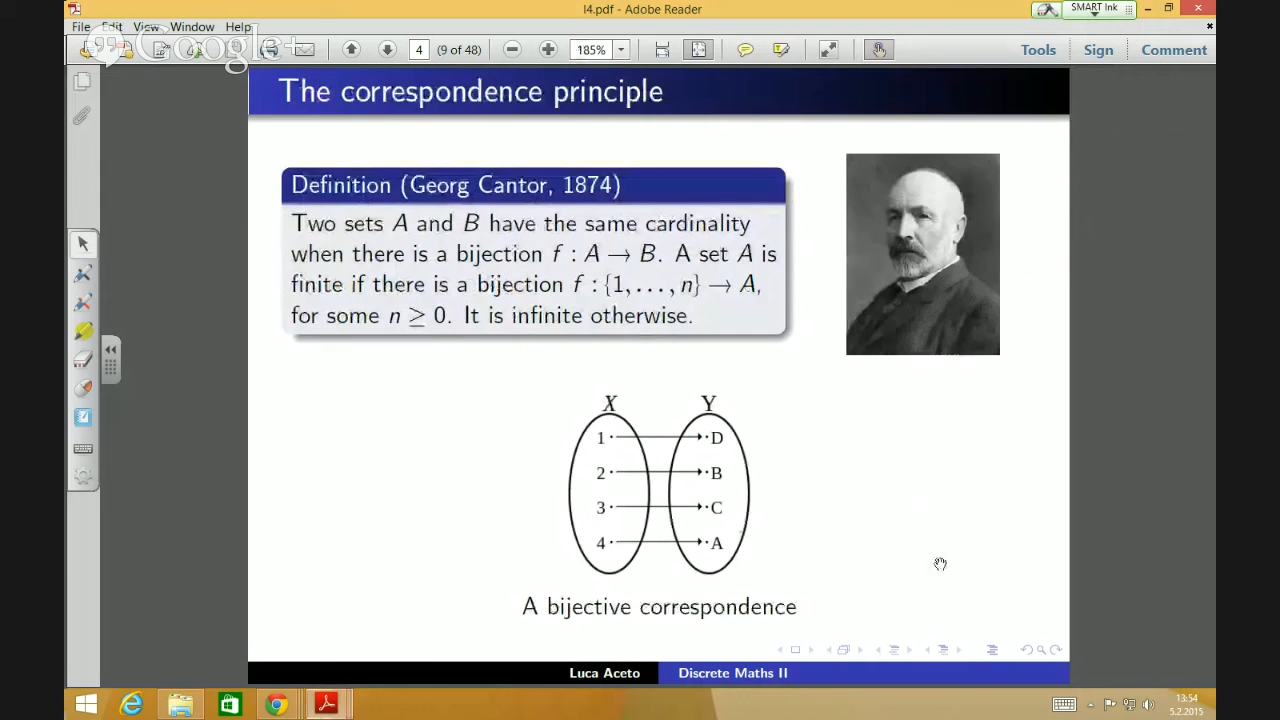 l4.pdf - Adobe Reader
SMART Ink
File Edit View Window Help
Google+
4 (9 of 48) 185% Tools Sign Comment
The correspondence principle
Definition (Georg Cantor, 1874)
Two sets A and B have the same cardinality
when there is a bijection f : A → B. A set A is
finite if there is a bijection f : {1, . . . , n} → A,
for some n ≥ 0. It is infinite otherwise.
X Y
1 D
2 B
3 C
4 A
A bijective correspondence
Luca Aceto Discrete Maths II
13:54
5.2.2015